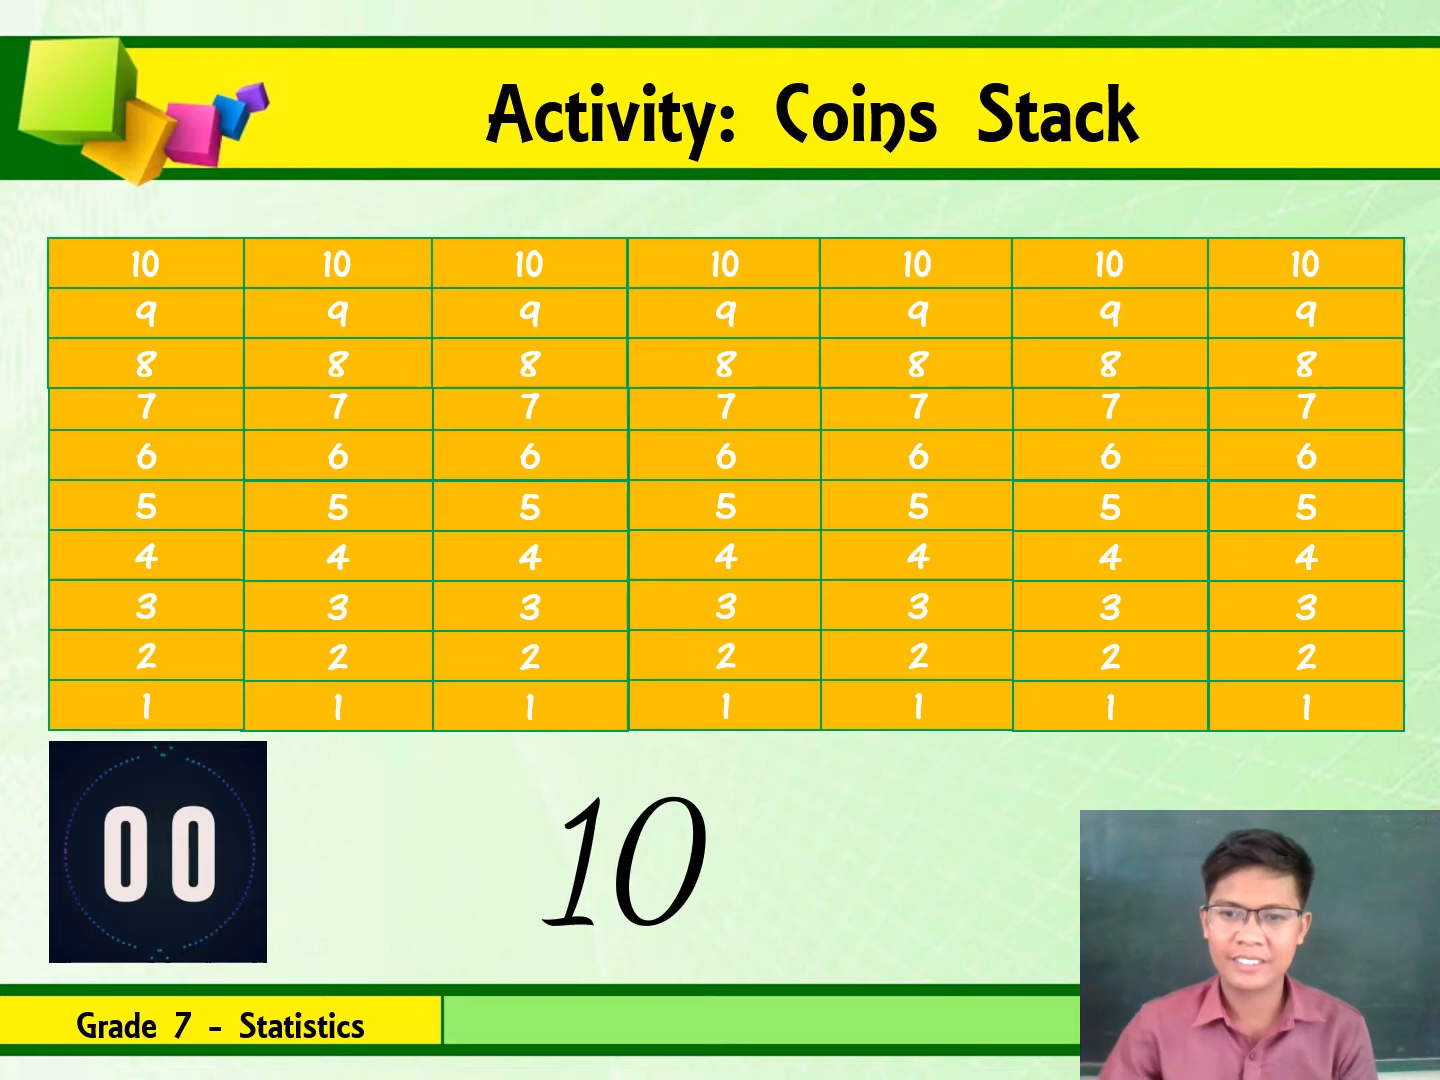 Activity: Coins Stack
10 10 10 10 10 10 10
9 9 9 9 9 9 9
8 8 8 8 8 8 8
7 7 7 7 7 7 7
6 6 6 6 6 6 6
5 5 5 5 5 5 5
4 4 4 4 4 4 4
3 3 3 3 3 3 3
2 2 2 2 2 2 2
1 1 1 1 1 1 1
00
10
Grade 7 - Statistics